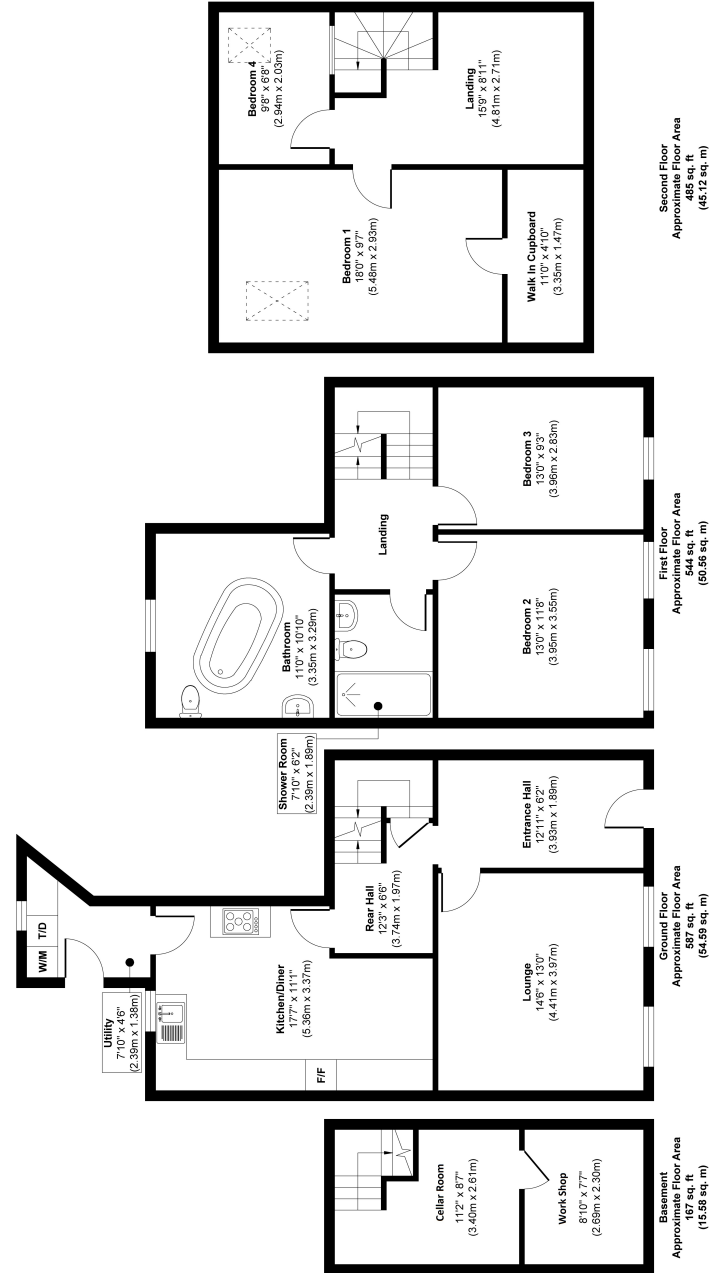 Basement
Approximate Floor Area
167 sq. ft
(15.58 sq. m)
Cellar Room
11'2" x 8'7"
(3.40m x 2.61m)
Work Shop
8'10" x 7'7"
(2.69m x 2.30m)
Ground Floor
Approximate Floor Area
587 sq. ft
(54.59 sq. m)
Utility
7'10" x 4'6"
(2.39m x 1.38m)
W/M
T/D
Kitchen/Diner
17'7" x 11'1"
(5.36m x 3.37m)
F/F
Rear Hall
12'3" x 6'6"
(3.74m x 1.97m)
Lounge
14'6" x 13'0"
(4.41m x 3.97m)
Entrance Hall
12'11" x 6'2"
(3.93m x 1.89m)
First Floor
Approximate Floor Area
544 sq. ft
(50.56 sq. m)
Shower Room
7'10" x 6'2"
(2.39m x 1.89m)
Bathroom
11'0" x 10'10"
(3.35m x 3.29m)
Landing
Bedroom 2
13'0" x 11'8"
(3.95m x 3.55m)
Bedroom 3
13'0" x 9'3"
(3.96m x 2.83m)
Second Floor
Approximate Floor Area
485 sq. ft
(45.12 sq. m)
Bedroom 1
18'0" x 9'7"
(5.48m x 2.93m)
Walk In Cupboard
11'0" x 4'10"
(3.35m x 1.47m)
Bedroom 4
9'8" x 6'8"
(2.94m x 2.03m)
Landing
15'9" x 8'11"
(4.81m x 2.71m)